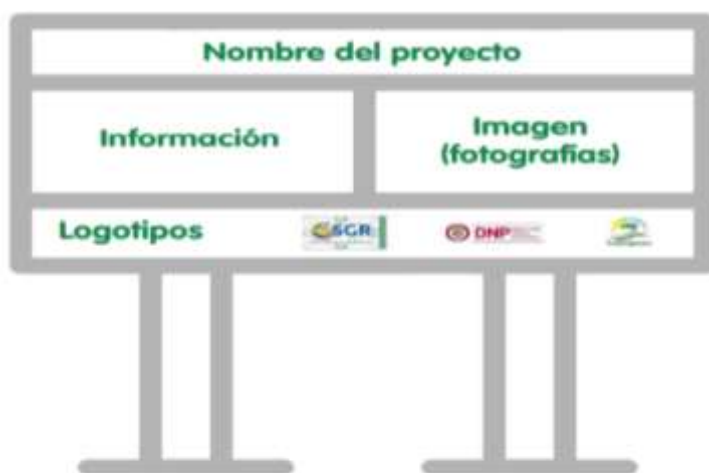 Nombre del proyecto
Información
Imagen
(fotografías)
Logotipos
SGR
DNP